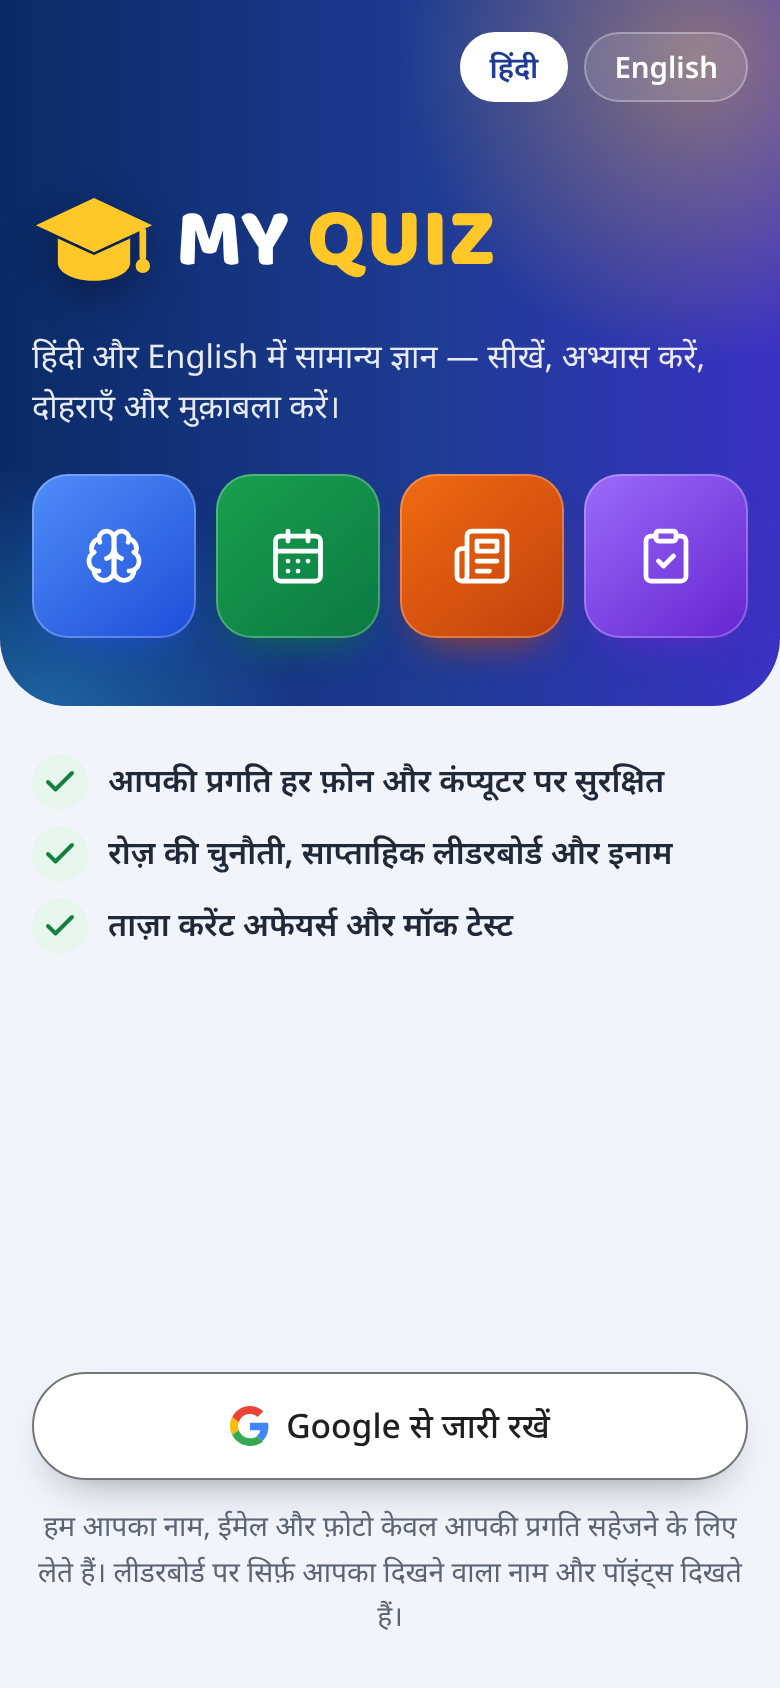 हिंदी
English
MY QUIZ
हिंदी और English में सामान्य ज्ञान — सीखें, अभ्यास करें,
दोहराएँ और मुक़ाबला करें।
आपकी प्रगति हर फ़ोन और कंप्यूटर पर सुरक्षित
रोज़ की चुनौती, साप्ताहिक लीडरबोर्ड और इनाम
ताज़ा करेंट अफेयर्स और मॉक टेस्ट
Google से जारी रखें
हम आपका नाम, ईमेल और फ़ोटो केवल आपकी प्रगति सहेजने के लिए
लेते हैं। लीडरबोर्ड पर सिर्फ़ आपका दिखने वाला नाम और पॉइंट्स दिखते
हैं।